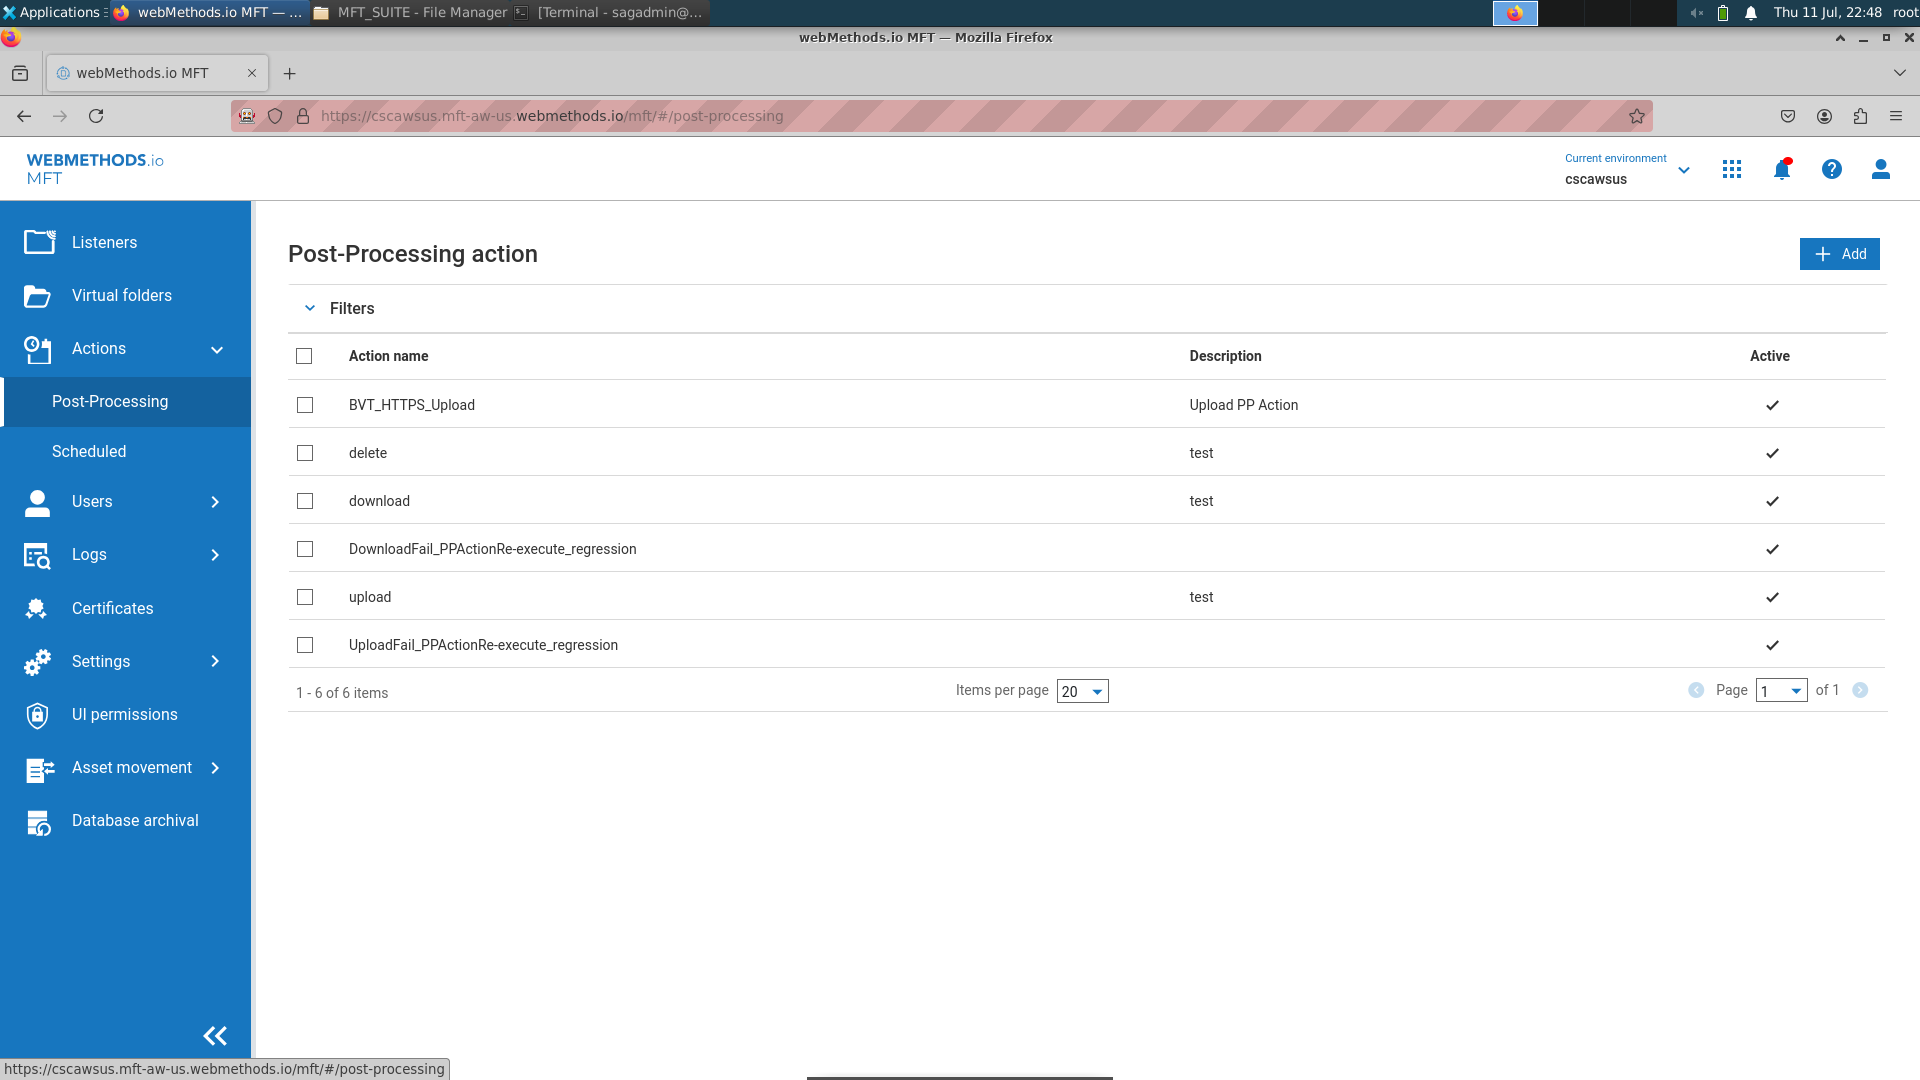 Applications
webMethods.io MFT — ...
MFT_SUITE - File Manager
[Terminal - sagadmin@...
Thu 11 Jul, 22:48
root
webMethods.io MFT — Mozilla Firefox
webMethods.io MFT
https://cscawsus.mft-aw-us.webmethods.io/mft/#/post-processing
WEBMETHODS.io
MFT
Current environment
cscawsus
Listeners
Virtual folders
Actions
Post-Processing
Scheduled
Users
Logs
Certificates
Settings
UI permissions
Asset movement
Database archival
Post-Processing action
Add
Filters
Action name Description Active
BVT_HTTPS_Upload Upload PP Action
delete test
download test
DownloadFail_PPActionRe-execute_regression
upload test
UploadFail_PPActionRe-execute_regression
1 - 6 of 6 items Items per page 20 Page 1 of 1
https://cscawsus.mft-aw-us.webmethods.io/mft/#/post-processing